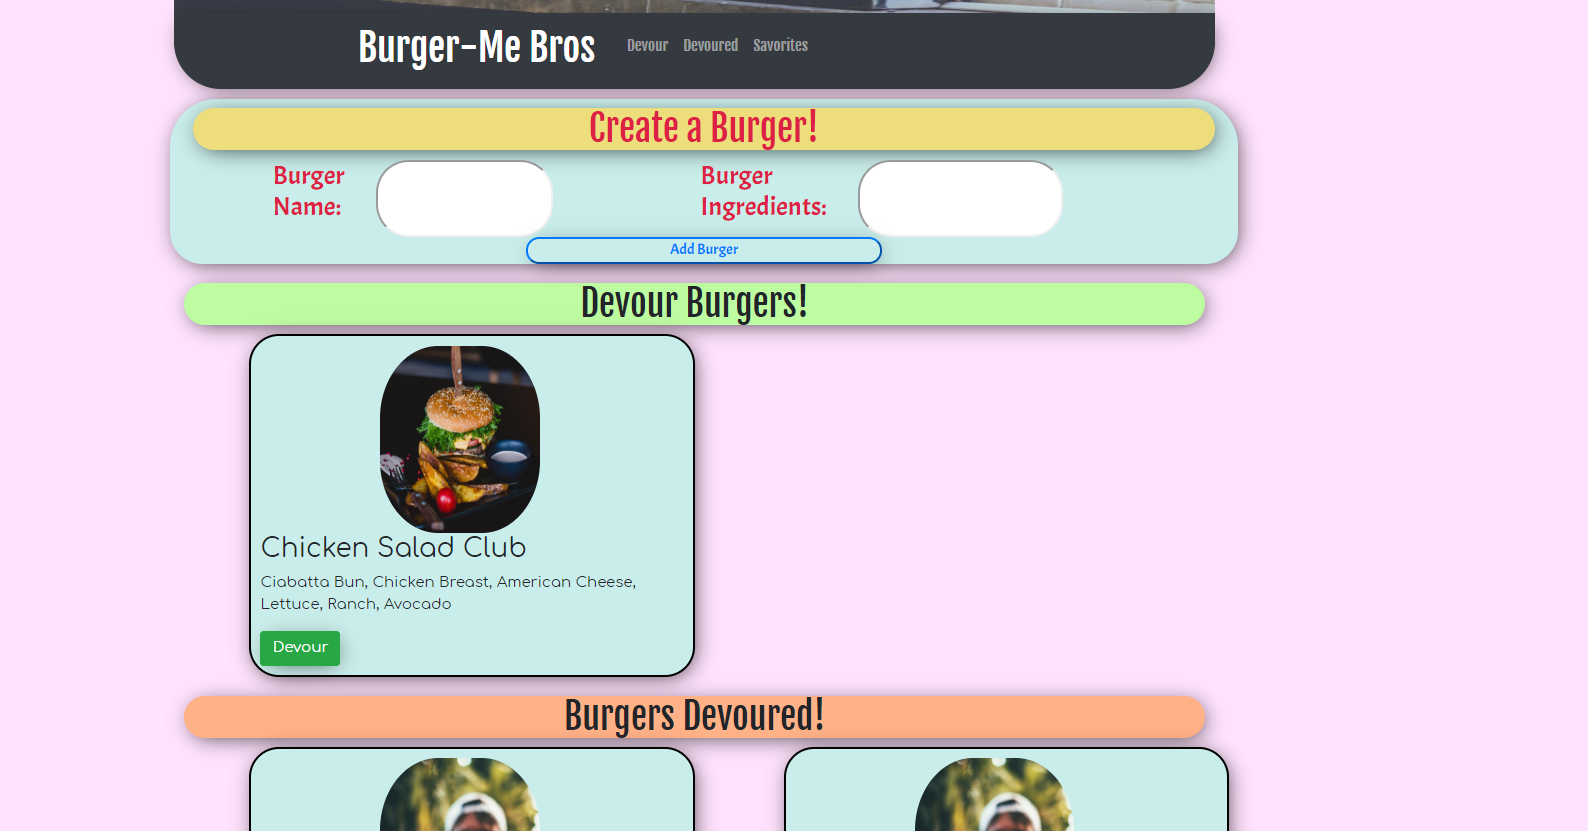 Burger-Me Bros
Devour Devoured Savorites
Create a Burger!
Burger
Name:
Burger
Ingredients:
Add Burger
Devour Burgers!
Chicken Salad Club
Ciabatta Bun, Chicken Breast, American Cheese,
Lettuce, Ranch, Avocado
Devour
Burgers Devoured!